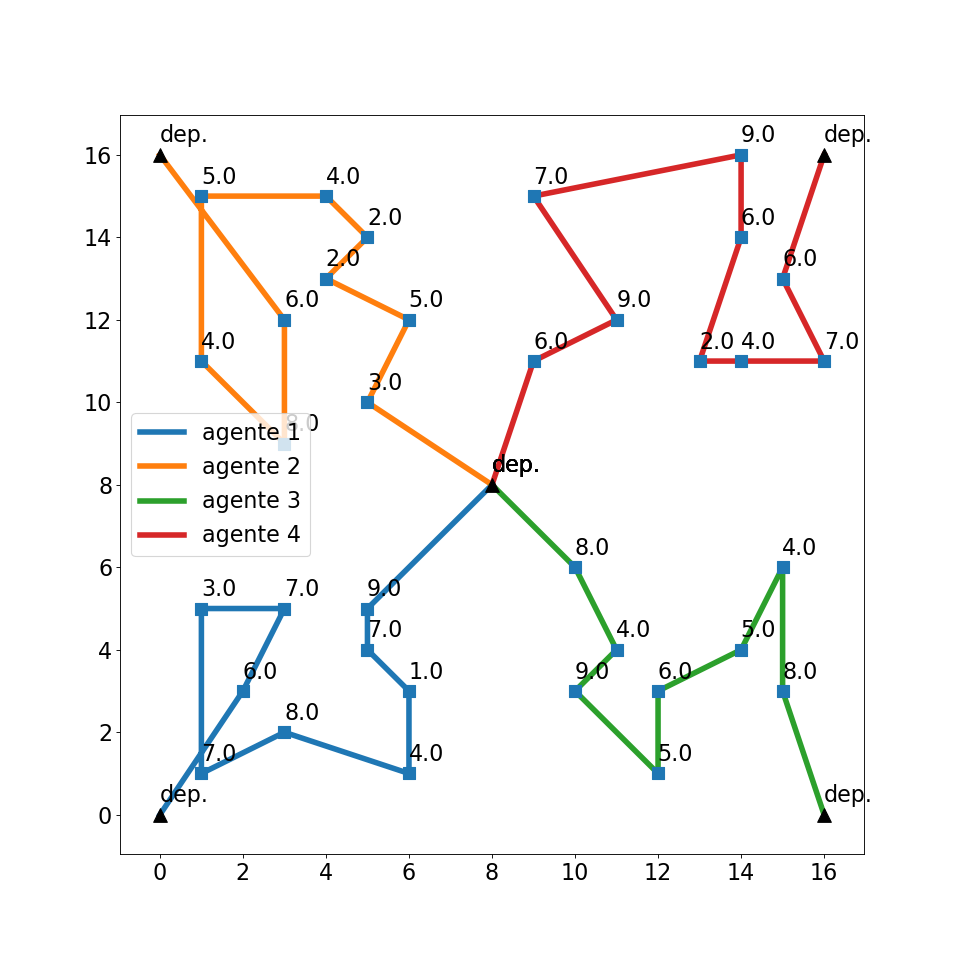 9.0
dep. dep.
16
5.0 4.0 7.0
2.0 6.0
14
2.0 6.0
6.0 5.0 9.0
12
4.0 6.0 2.0 4.0 7.0
3.0
10
8.0
agente 1
agente 2
dep.
8
agente 3
agente 4
8.0 4.0
6
3.0 7.0 9.0
7.0 4.0 5.0
4
6.0 1.0 9.0 6.0 8.0
8.0
2
7.0 4.0 5.0
dep. dep.
0
0 2 4 6 8 10 12 14 16